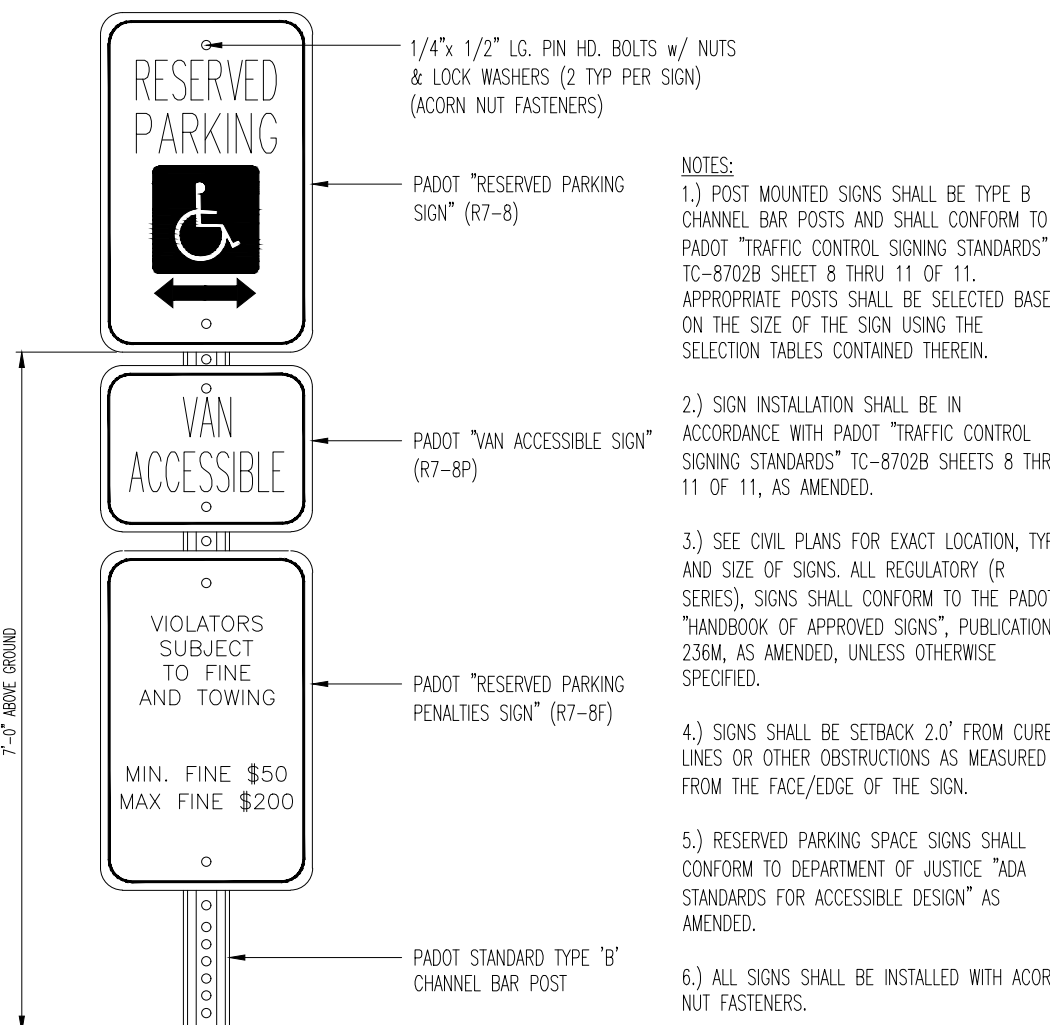 RESERVED
PARKING
VAN
ACCESSIBLE
VIOLATORS
SUBJECT
TO FINE
AND TOWING
MIN. FINE $50
MAX FINE $200
7'-0" ABOVE GROUND
1/4"x 1/2" LG. PIN HD. BOLTS w/ NUTS
& LOCK WASHERS (2 TYP PER SIGN)
(ACORN NUT FASTENERS)
PADOT "RESERVED PARKING
SIGN" (R7-8)
PADOT "VAN ACCESSIBLE SIGN"
(R7-8P)
PADOT "RESERVED PARKING
PENALTIES SIGN" (R7-8F)
PADOT STANDARD TYPE 'B'
CHANNEL BAR POST
NOTES:
1.) POST MOUNTED SIGNS SHALL BE TYPE B
CHANNEL BAR POSTS AND SHALL CONFORM TO
PADOT "TRAFFIC CONTROL SIGNING STANDARDS"
TC-8702B SHEET 8 THRU 11 OF 11.
APPROPRIATE POSTS SHALL BE SELECTED BASE
ON THE SIZE OF THE SIGN USING THE
SELECTION TABLES CONTAINED THEREIN.
2.) SIGN INSTALLATION SHALL BE IN
ACCORDANCE WITH PADOT "TRAFFIC CONTROL
SIGNING STANDARDS" TC-8702B SHEETS 8 THR
11 OF 11, AS AMENDED.
3.) SEE CIVIL PLANS FOR EXACT LOCATION, TYP
AND SIZE OF SIGNS. ALL REGULATORY (R
SERIES), SIGNS SHALL CONFORM TO THE PADOT
"HANDBOOK OF APPROVED SIGNS", PUBLICATION
236M, AS AMENDED, UNLESS OTHERWISE
SPECIFIED.
4.) SIGNS SHALL BE SETBACK 2.0' FROM CURB
LINES OR OTHER OBSTRUCTIONS AS MEASURED
FROM THE FACE/EDGE OF THE SIGN.
5.) RESERVED PARKING SPACE SIGNS SHALL
CONFORM TO DEPARTMENT OF JUSTICE "ADA
STANDARDS FOR ACCESSIBLE DESIGN" AS
AMENDED.
6.) ALL SIGNS SHALL BE INSTALLED WITH ACOR
NUT FASTENERS.